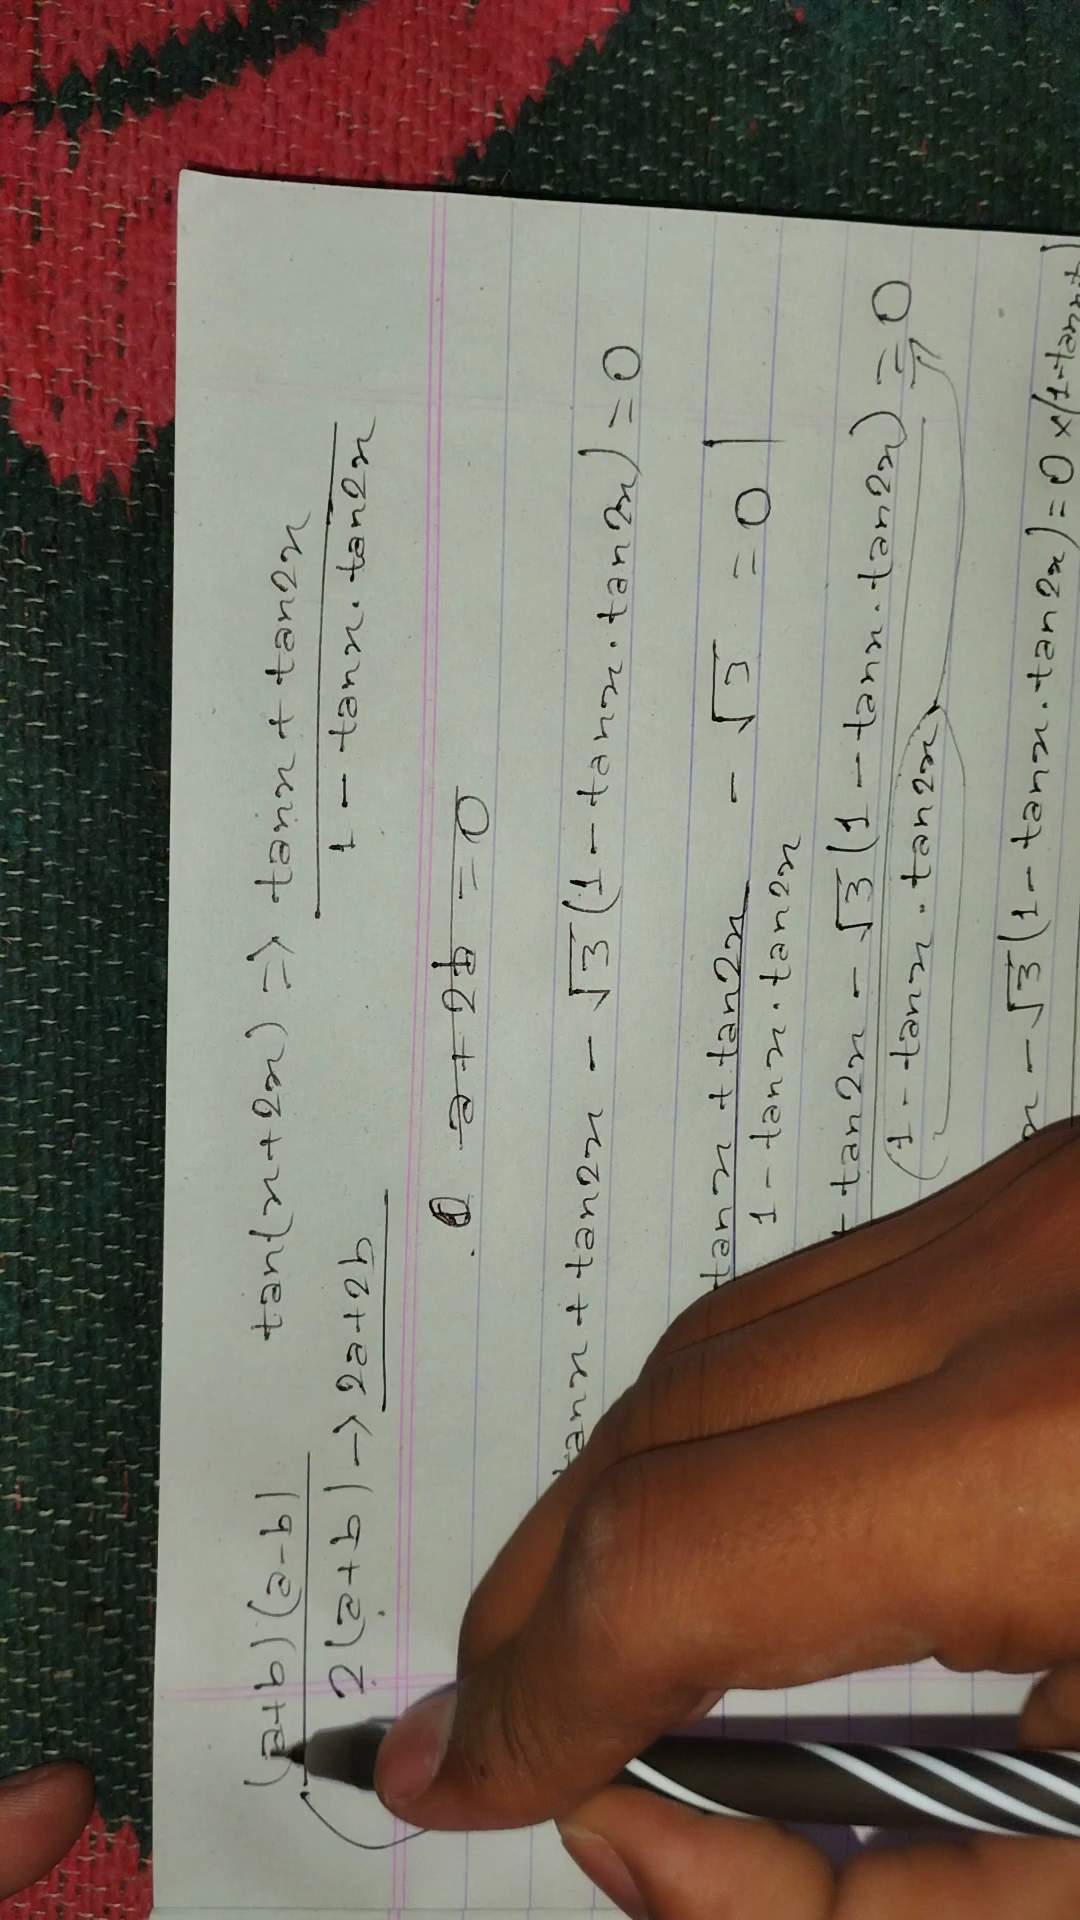 (a+b)(a-b) tan(x+2x) => tanx + tan2x
2(a+b) → 2a+2b 1 - tanx . tan2x
a + 2b = 0
tanx + tan2x - √3 (1 - tanx . tan2x) = 0
tanx + tan2x - √3 = 0
1 - tanx . tan2x
+ tan2x - √3 (1 - tanx . tan2x) = 0
(1 - tanx . tan2x)
x - √3 (1 - tanx . tan2x) = 0 x (1-tanx+